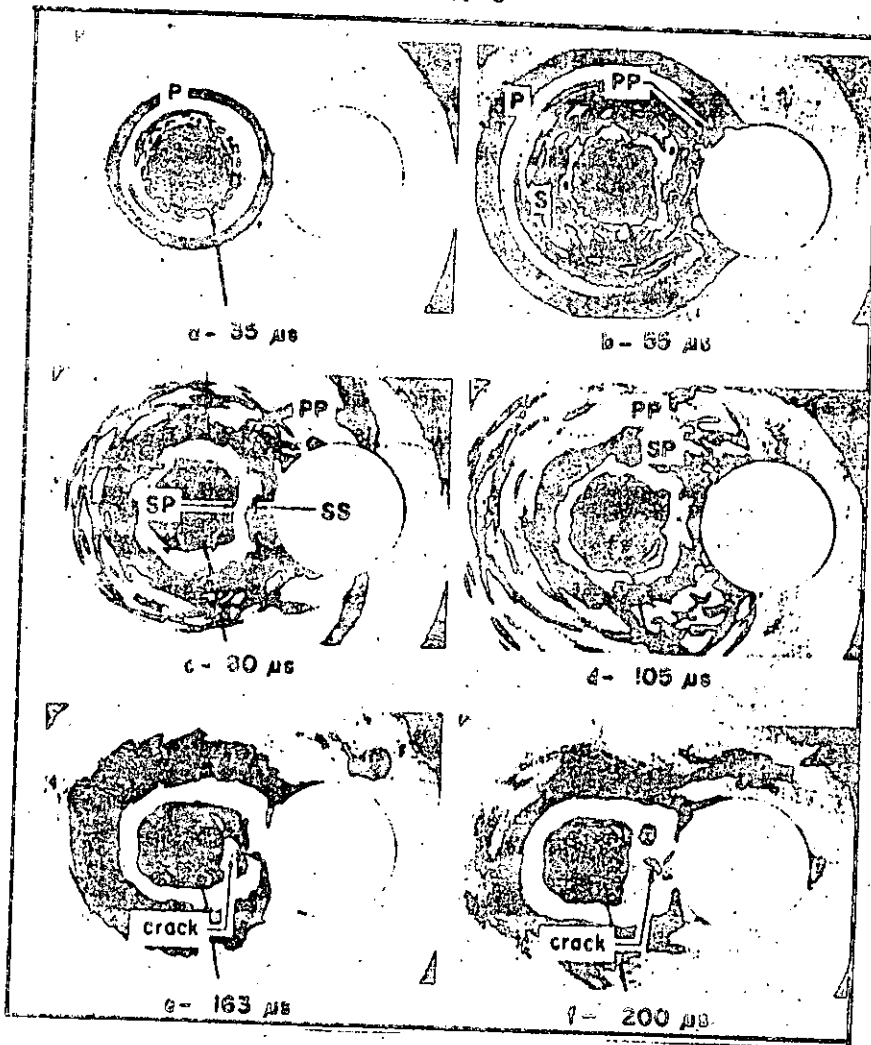 P
PP
P
S
a- 35 µs
b- 55 µs
PP
SP
SS
PP
SP
c- 80 µs
d- 105 µs
crack
crack
e- 163 µs
f- 200 µs